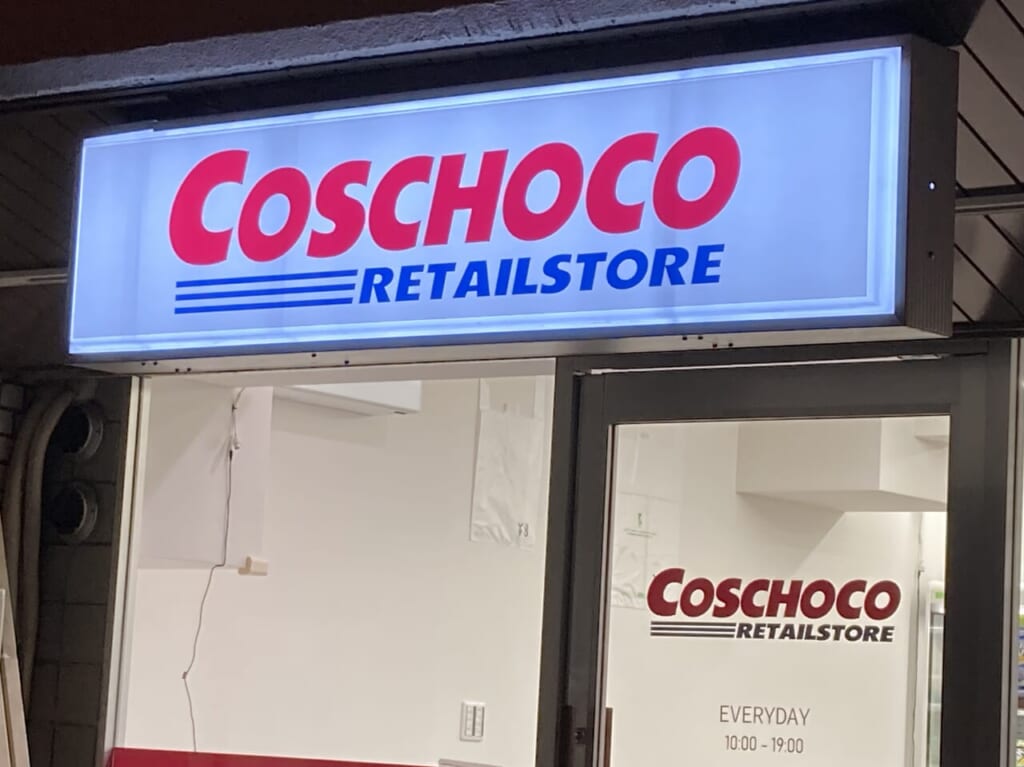 COSCHOCO
RETAILSTORE
COSCHOCO
RETAILSTORE
EVERYDAY
10:00 - 19:00